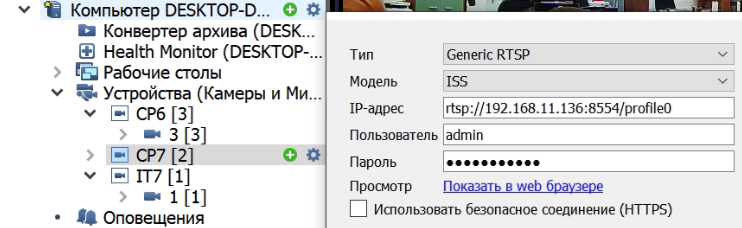 Компьютер DESKTOP-D...
Конвертер архива (DESK...
Health Monitor (DESKTOP-...
Рабочие столы
Устройства (Камеры и Ми...
CP6 [3]
3 [3]
CP7 [2]
IT7 [1]
1 [1]
Оповещения
Тип Generic RTSP
Модель ISS
IP-адрес rtsp://192.168.11.136:8554/profile0
Пользователь admin
Пароль •••••••••••
Просмотр Показать в web браузере
Использовать безопасное соединение (HTTPS)